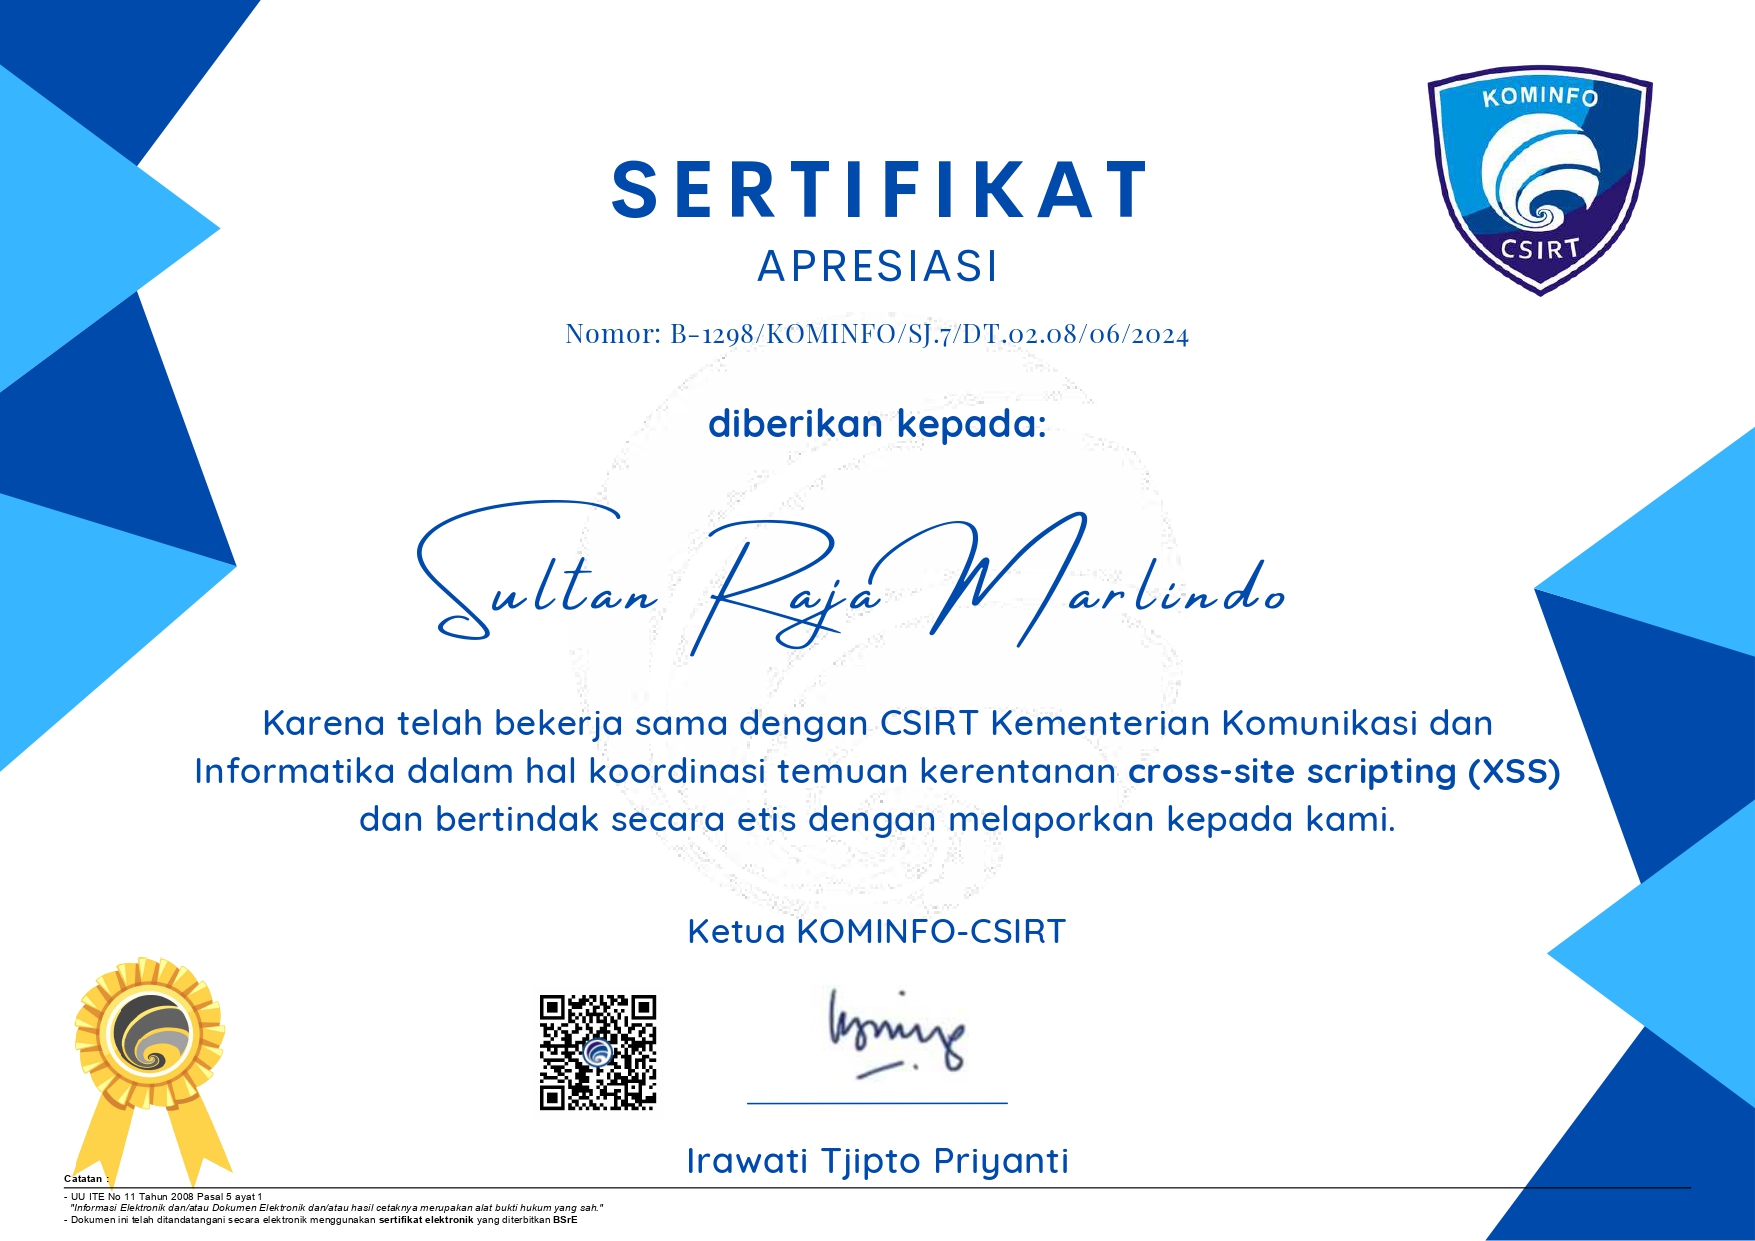 KOMINFO
CSIRT
SERTIFIKAT
APRESIASI
Nomor: B-1298/KOMINFO/SJ.7/DT.02.08/06/2024
diberikan kepada:
Sultan Raja Marlindo
Karena telah bekerja sama dengan CSIRT Kementerian Komunikasi dan
Informatika dalam hal koordinasi temuan kerentanan cross-site scripting (XSS)
dan bertindak secara etis dengan melaporkan kepada kami.
Ketua KOMINFO-CSIRT
Irawati Tjipto Priyanti
Catatan :
- UU ITE No 11 Tahun 2008 Pasal 5 ayat 1
"Informasi Elektronik dan/atau Dokumen Elektronik dan/atau hasil cetaknya merupakan alat bukti hukum yang sah."
- Dokumen ini telah ditandatangani secara elektronik menggunakan sertifikat elektronik yang diterbitkan BSrE